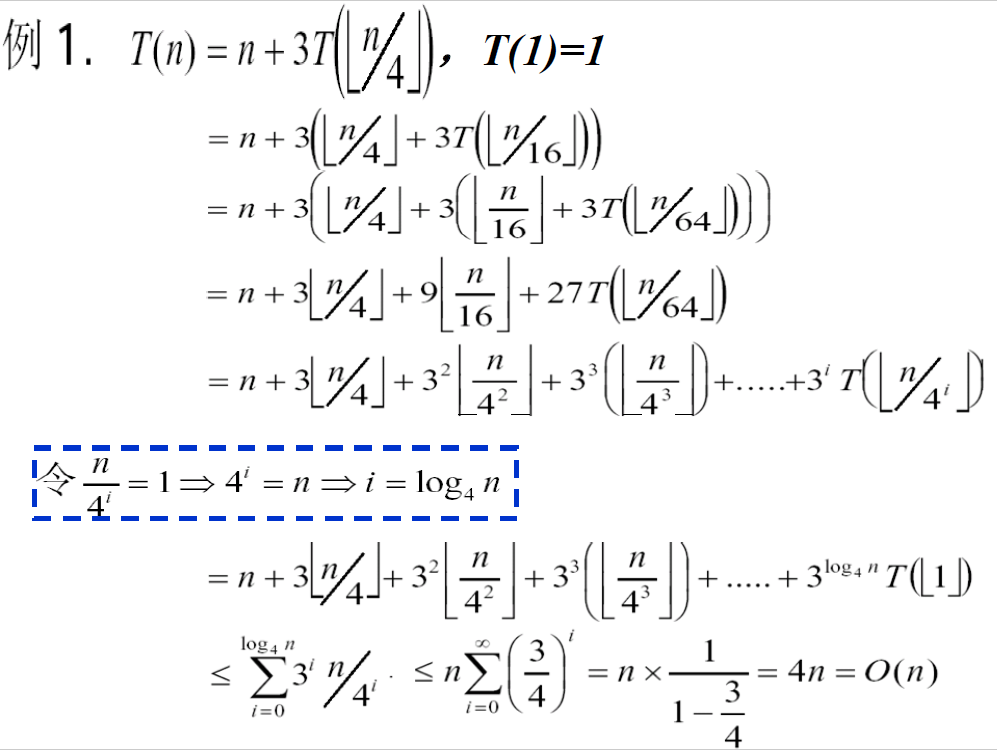 例 1. T(n) = n + 3T(⌊n/4⌋), T(1)=1
= n + 3(⌊n/4⌋ + 3T(⌊n/16⌋))
= n + 3(⌊n/4⌋ + 3(⌊n/16⌋ + 3T(⌊n/64⌋)))
= n + 3⌊n/4⌋ + 9⌊n/16⌋ + 27T(⌊n/64⌋)
= n + 3⌊n/4⌋ + 3²⌊n/4²⌋ + 3³(⌊n/4³⌋) + ..... + 3ⁱ T(⌊n/4ⁱ⌋)
令 n/4ⁱ = 1 ⇒ 4ⁱ = n ⇒ i = log₄ n
= n + 3⌊n/4⌋ + 3²⌊n/4²⌋ + 3³(⌊n/4³⌋) + ..... + 3^(log₄ n) T(⌊1⌋)
≤ ∑_{i=0}^{log₄ n} 3ⁱ n/4ⁱ . ≤ n ∑_{i=0}^{∞} (3/4)ⁱ = n × 1/(1 − 3/4) = 4n = O(n)